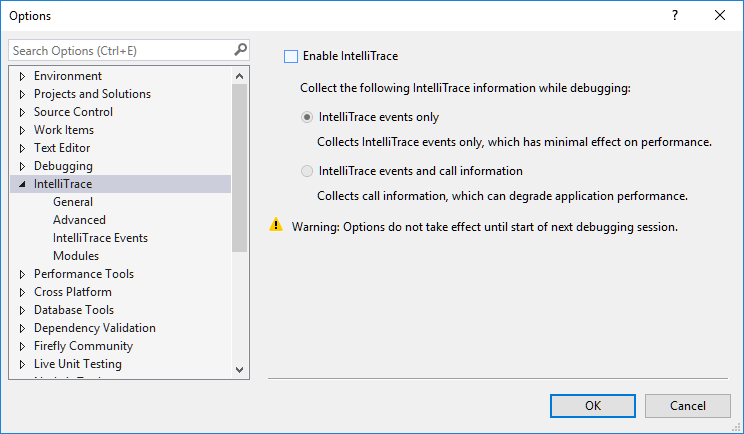 Options
?
Search Options (Ctrl+E)
Environment
Projects and Solutions
Source Control
Work Items
Text Editor
Debugging
IntelliTrace
General
Advanced
IntelliTrace Events
Modules
Performance Tools
Cross Platform
Database Tools
Dependency Validation
Firefly Community
Live Unit Testing
Enable IntelliTrace
Collect the following IntelliTrace information while debugging:
IntelliTrace events only
Collects IntelliTrace events only, which has minimal effect on performance.
IntelliTrace events and call information
Collects call information, which can degrade application performance.
Warning: Options do not take effect until start of next debugging session.
OK
Cancel